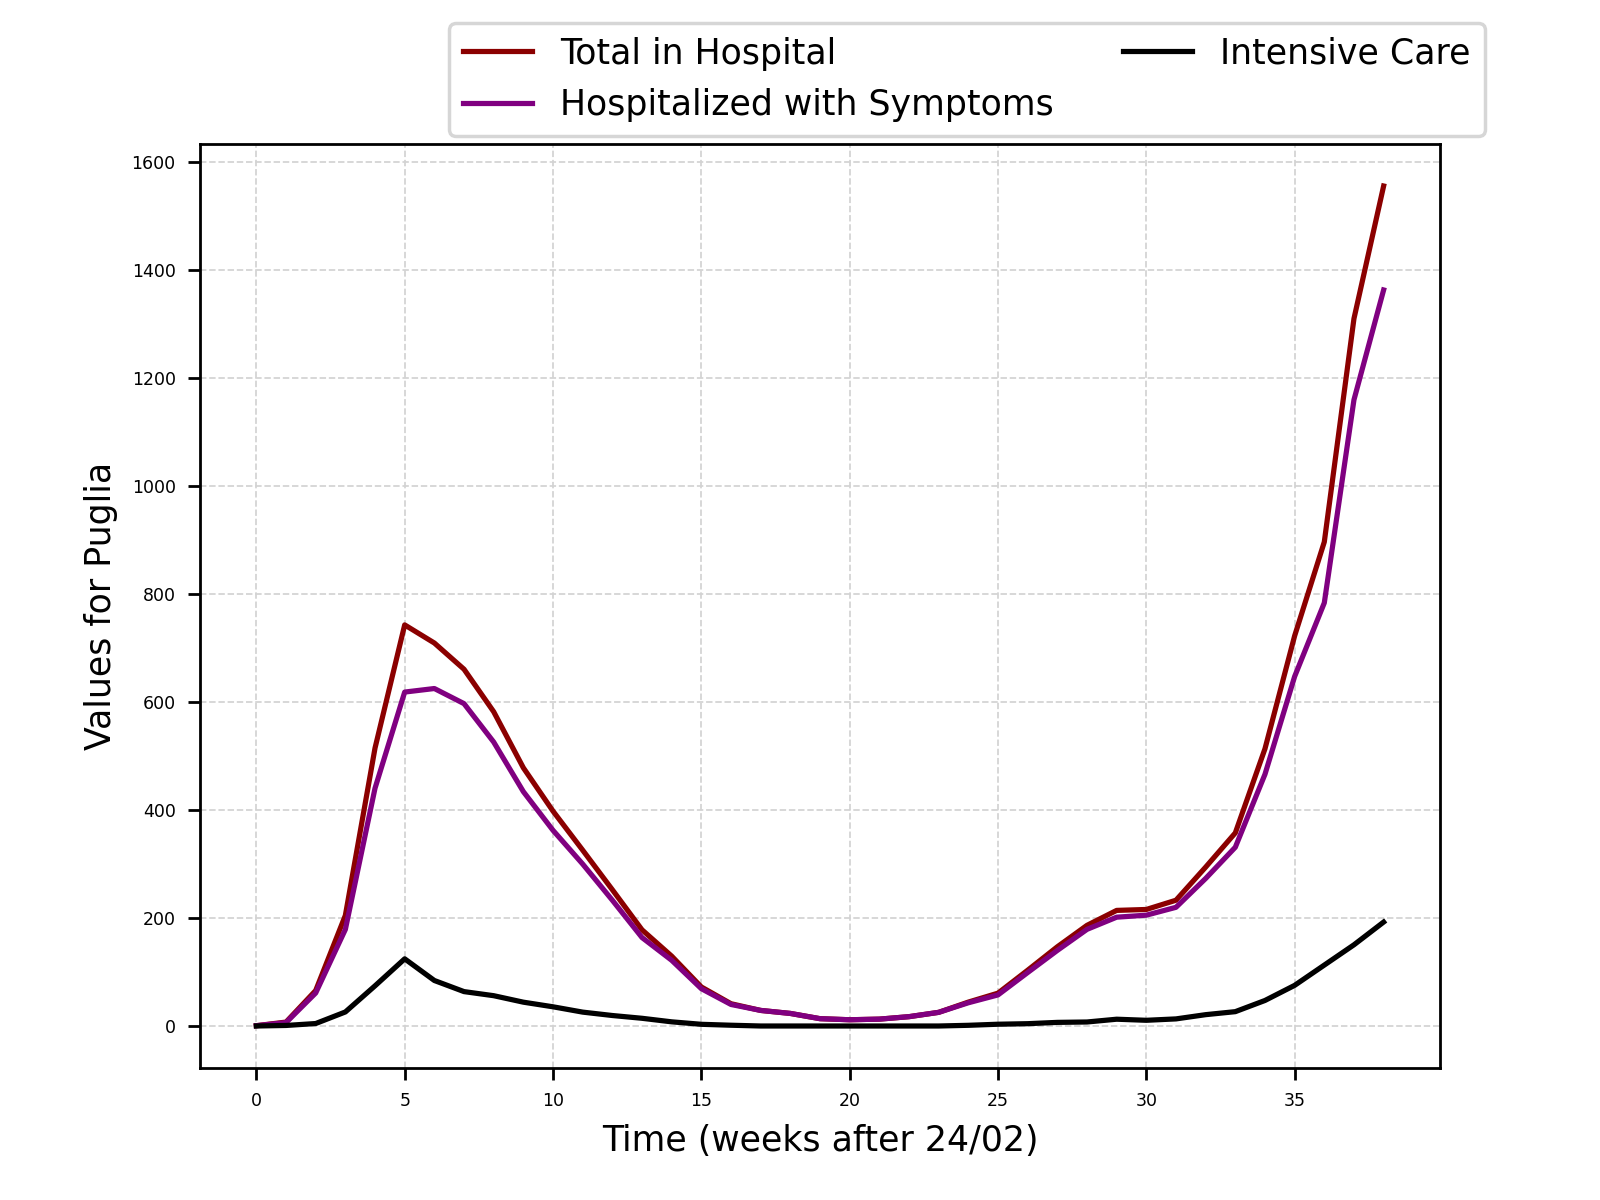 Total in Hospital
Hospitalized with Symptoms
Intensive Care
1600
1400
1200
1000
800
600
400
200
0
Values for Puglia
0 5 10 15 20 25 30 35
Time (weeks after 24/02)